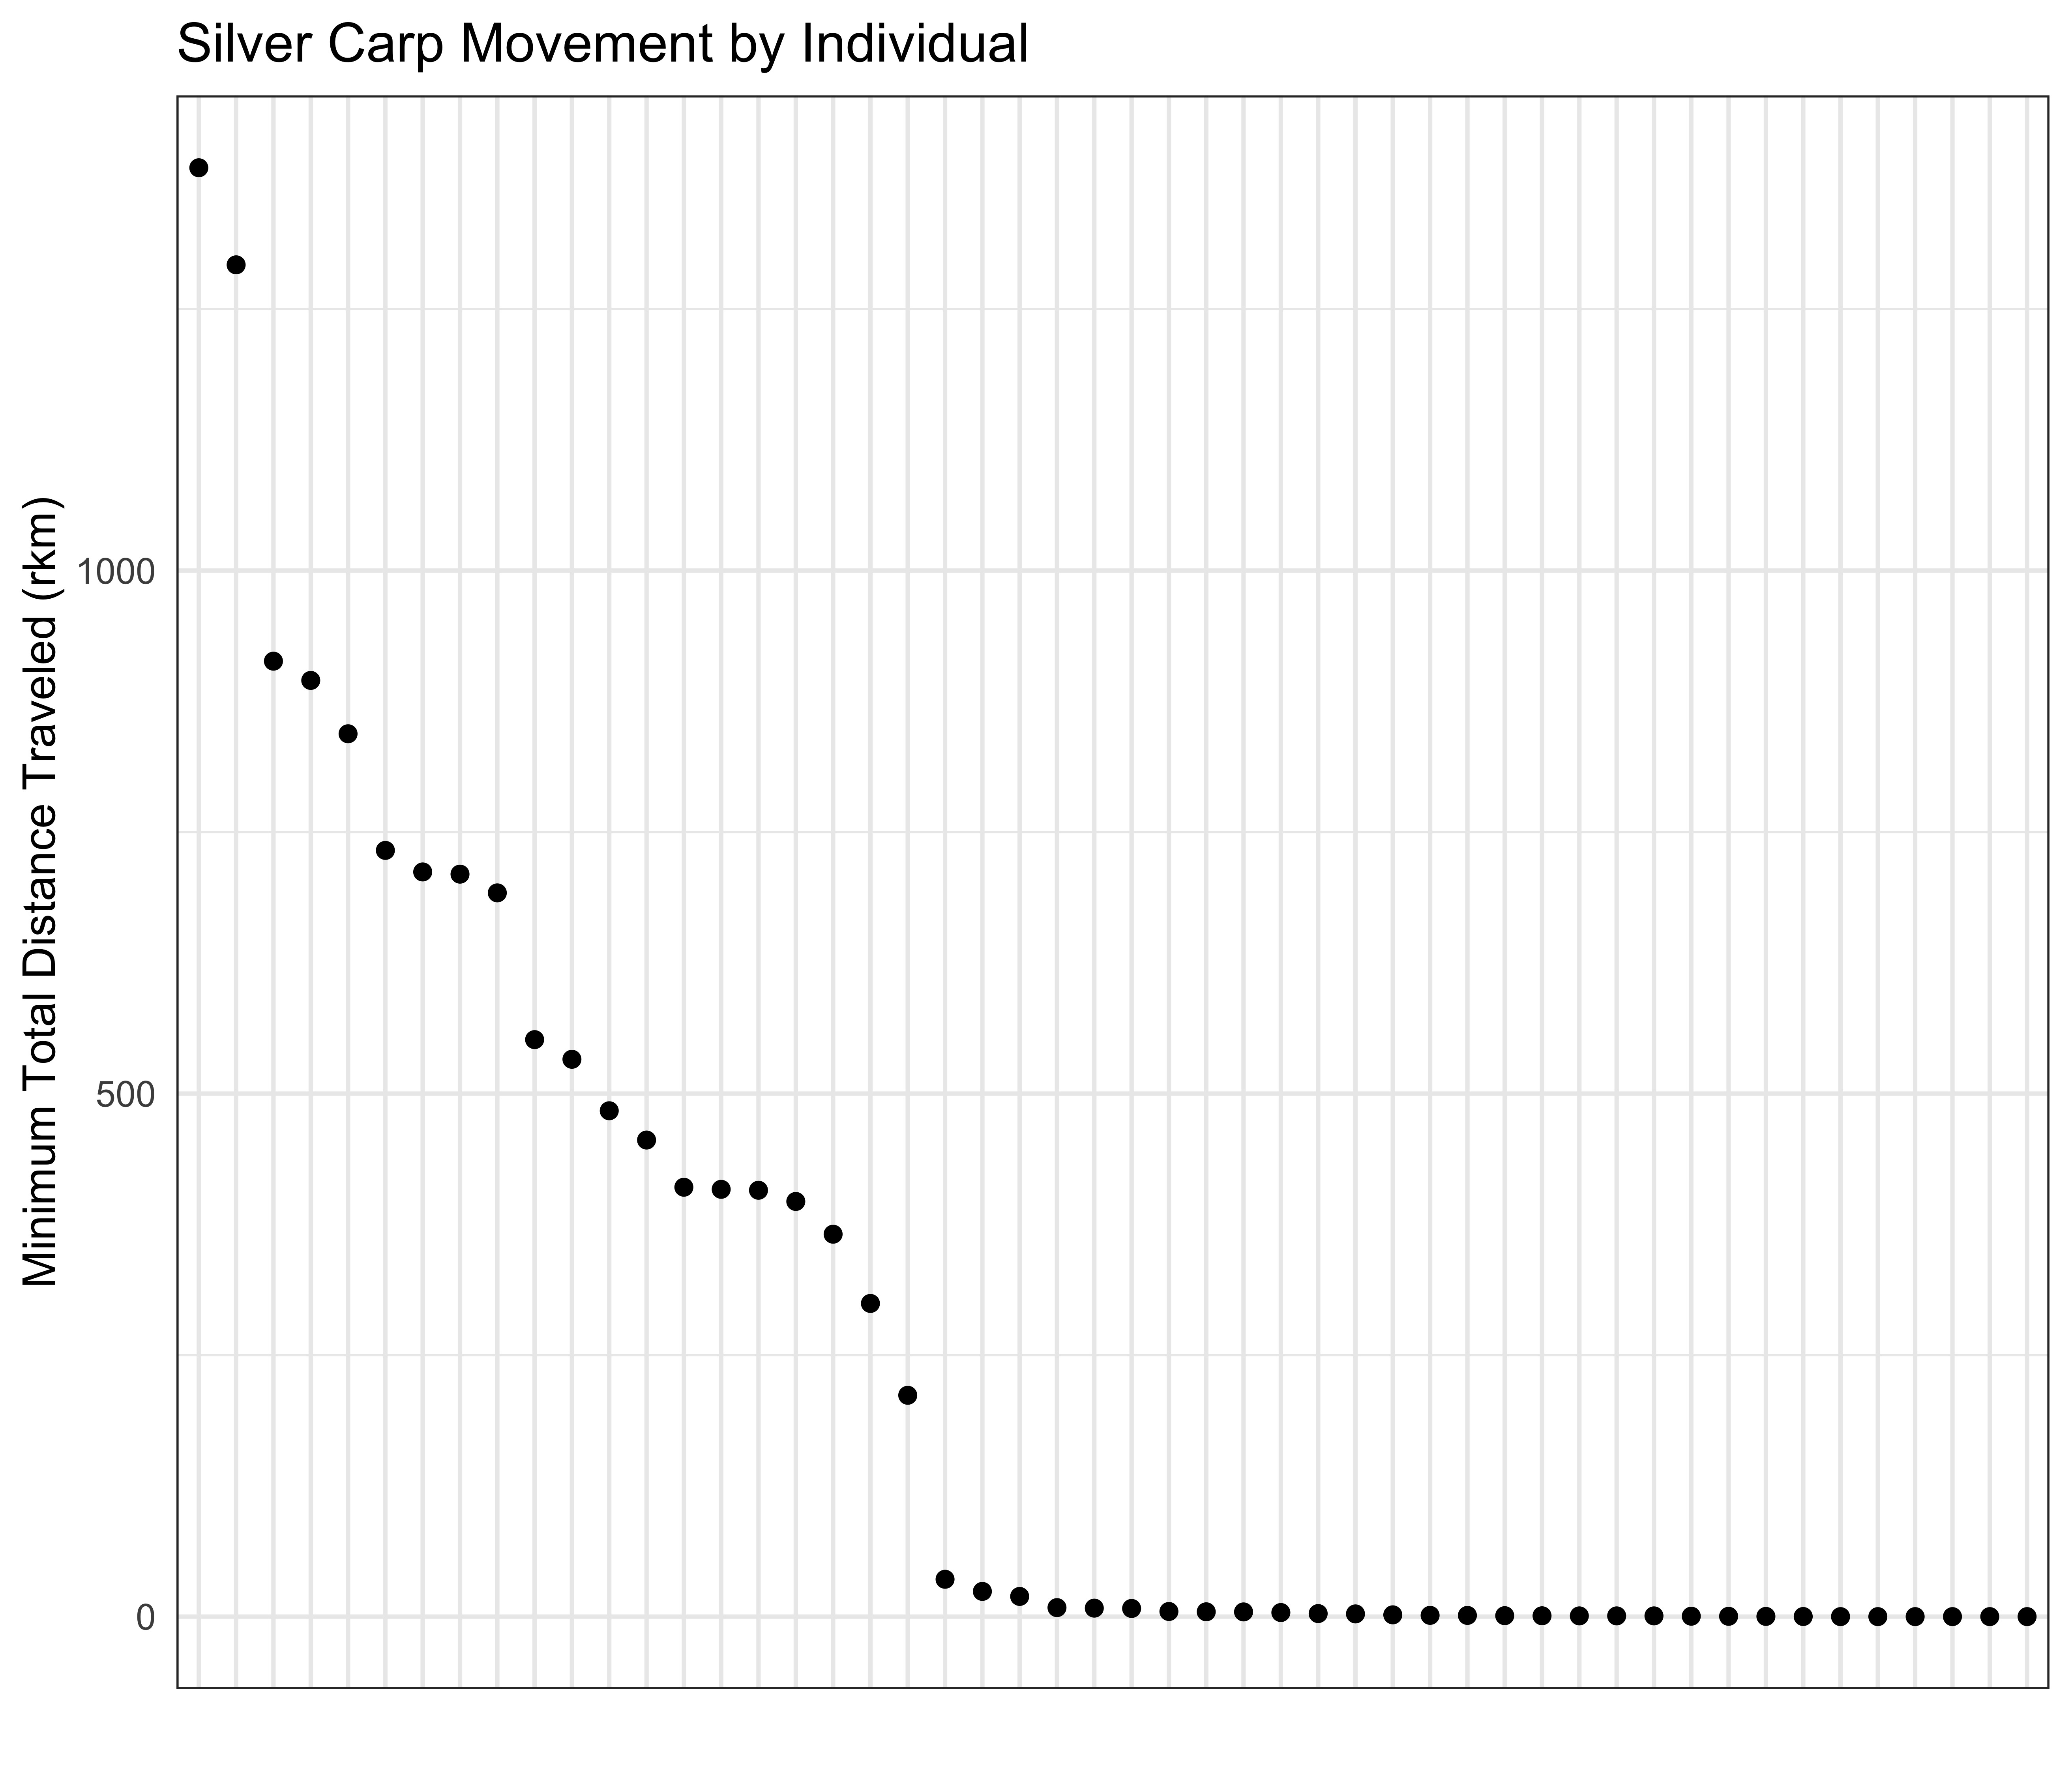 Silver Carp Movement by Individual
Minimum Total Distance Traveled (rkm)
1000
500
0